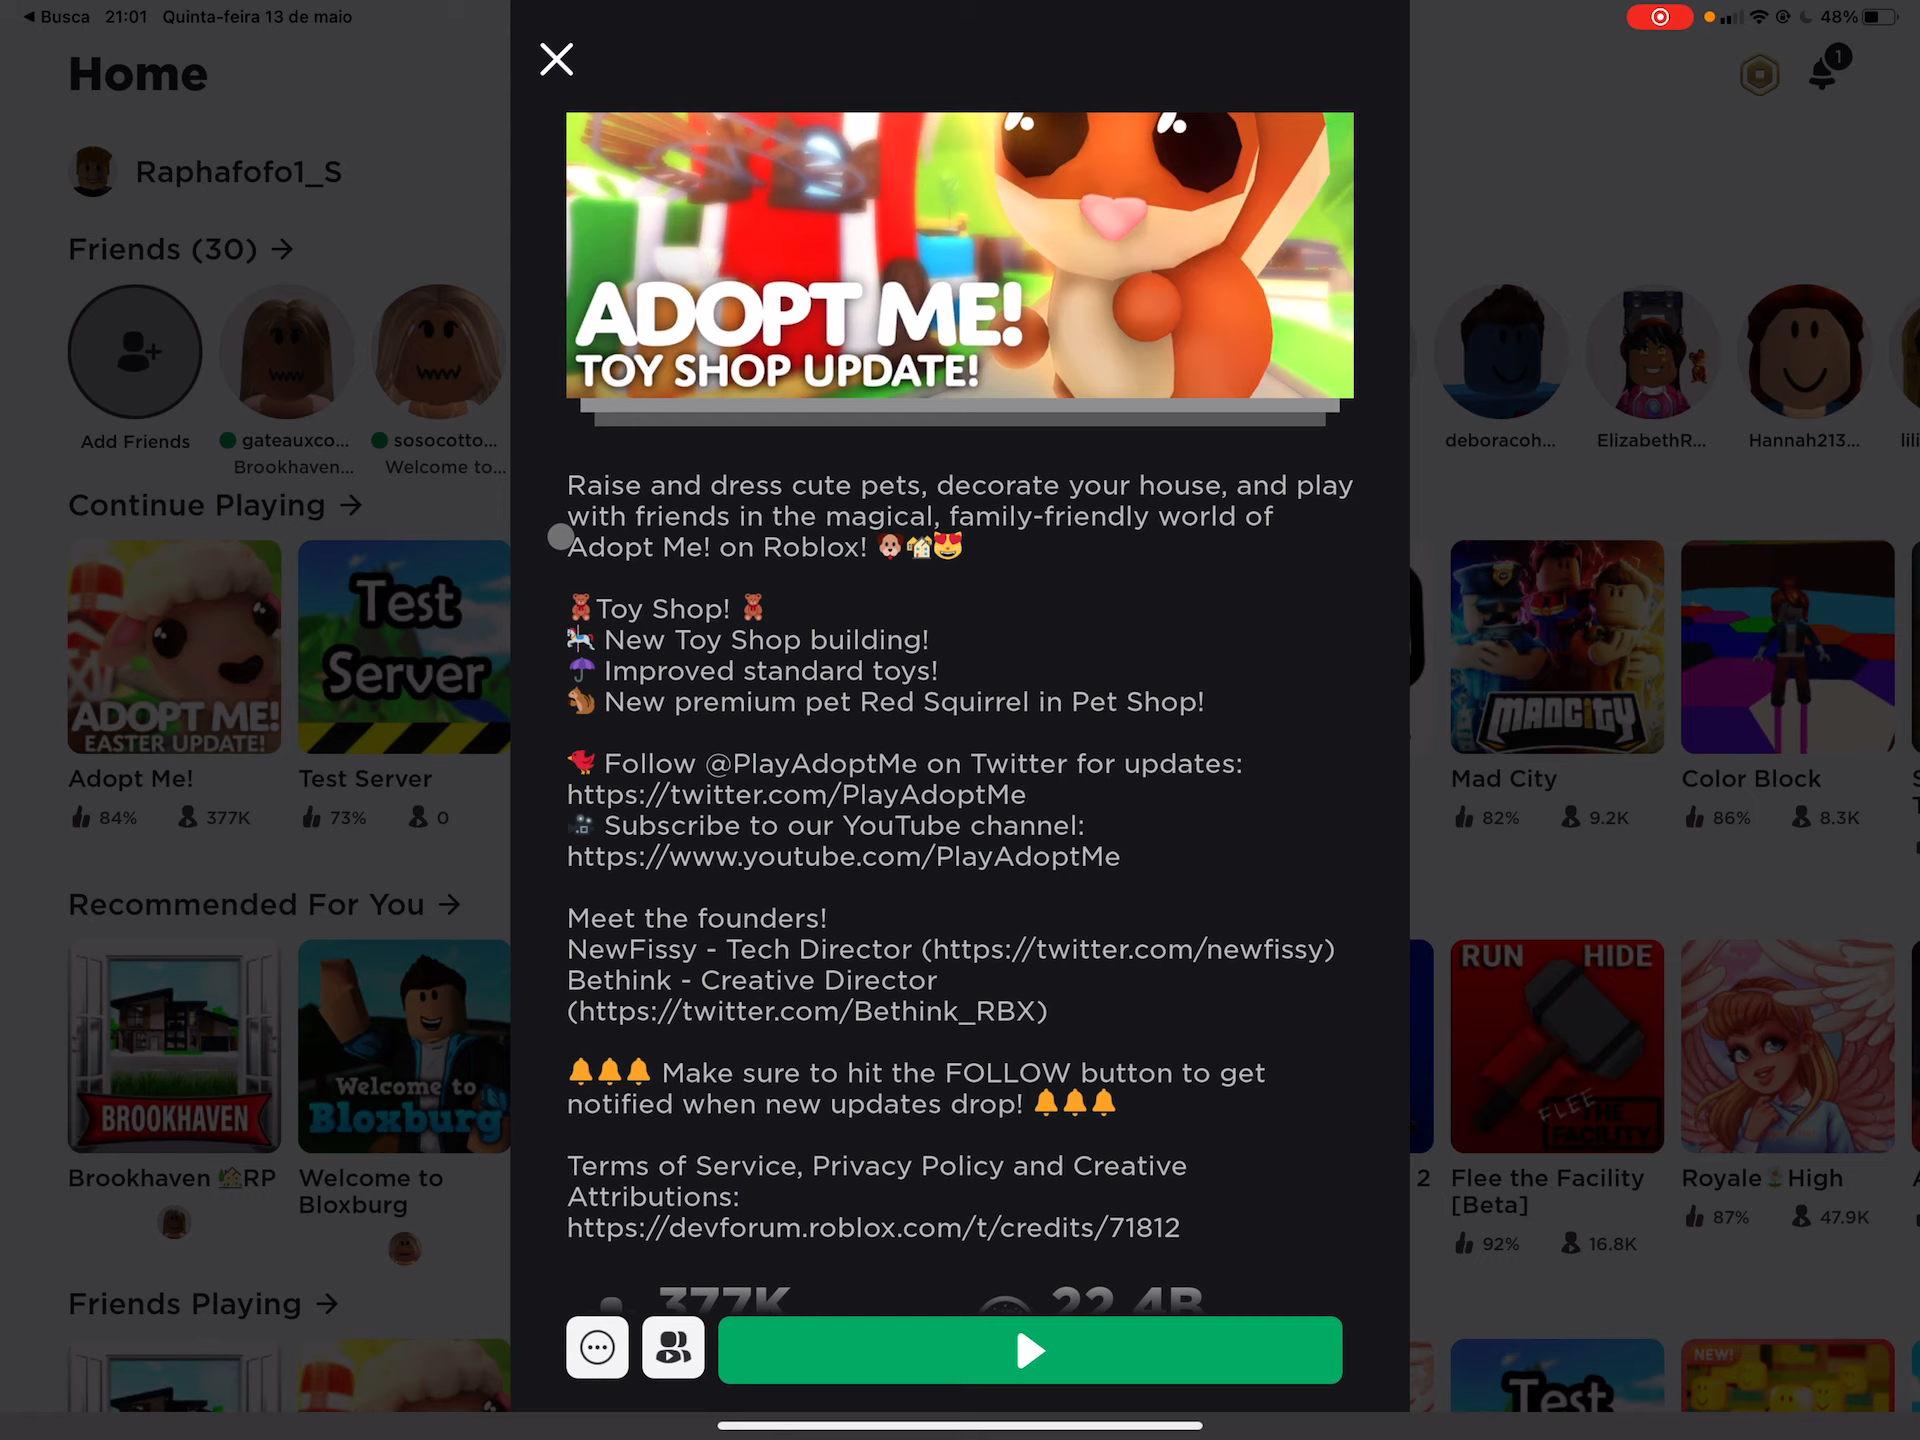 Busca 21:01 Quinta-feira 13 de maio
48%
Home
1
Raphafofo1_S
Friends (30)
Add Friends
gateauxco...
Brookhaven...
sosocotto...
Welcome to...
deboracoh...
ElizabethR...
Hannah213...
Continue Playing
ADOPT ME!
EASTER UPDATE!
Test
Server
MADCITY
Adopt Me!
84% 377K
Test Server
73% 0
Mad City
82% 9.2K
Color Block
86% 8.3K
Recommended For You
BROOKHAVEN
Welcome to
Bloxburg
RUN HIDE
FLEE THE
FACILITY
Brookhaven 🏡RP
Welcome to
Bloxburg
2
Flee the Facility
[Beta]
92% 16.8K
Royale High
87% 47.9K
Friends Playing
Test
NEW!
ADOPT ME!
TOY SHOP UPDATE!
Raise and dress cute pets, decorate your house, and play
with friends in the magical, family-friendly world of
Adopt Me! on Roblox! 🐶🏠😻
🧸Toy Shop! 🧸
🎠 New Toy Shop building!
☂️ Improved standard toys!
🐿️ New premium pet Red Squirrel in Pet Shop!
🐦 Follow @PlayAdoptMe on Twitter for updates:
https://twitter.com/PlayAdoptMe
🎥 Subscribe to our YouTube channel:
https://www.youtube.com/PlayAdoptMe
Meet the founders!
NewFissy - Tech Director (https://twitter.com/newfissy)
Bethink - Creative Director
(https://twitter.com/Bethink_RBX)
🔔🔔🔔 Make sure to hit the FOLLOW button to get
notified when new updates drop! 🔔🔔🔔
Terms of Service, Privacy Policy and Creative
Attributions:
https://devforum.roblox.com/t/credits/71812
377K 22.4B